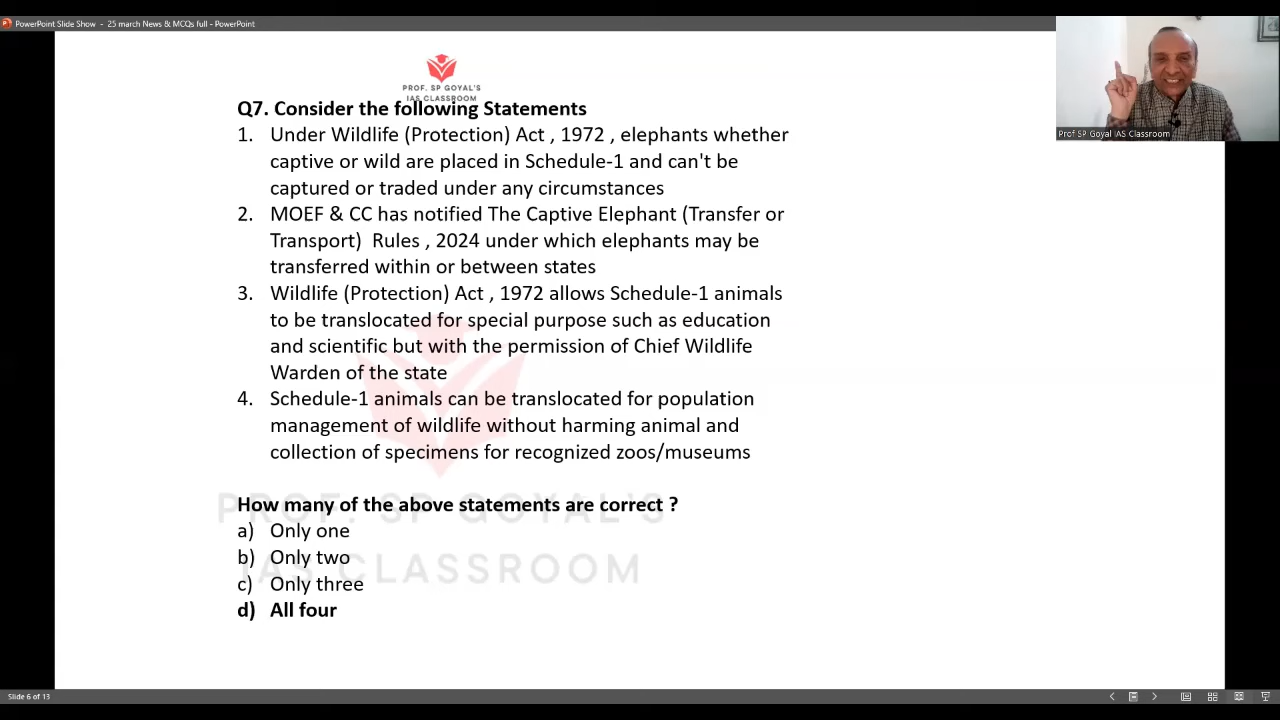 PowerPoint Slide Show - 25 march News & MCQs full - PowerPoint
PROF. SP GOYAL'S
IAS CLASSROOM
Prof SP Goyal IAS Classroom
Q7. Consider the following Statements
1. Under Wildlife (Protection) Act , 1972 , elephants whether
captive or wild are placed in Schedule-1 and can't be
captured or traded under any circumstances
2. MOEF & CC has notified The Captive Elephant (Transfer or
Transport) Rules , 2024 under which elephants may be
transferred within or between states
3. Wildlife (Protection) Act , 1972 allows Schedule-1 animals
to be translocated for special purpose such as education
and scientific but with the permission of Chief Wildlife
Warden of the state
4. Schedule-1 animals can be translocated for population
management of wildlife without harming animal and
collection of specimens for recognized zoos/museums
How many of the above statements are correct ?
PROF. SP GOYAL'S
a) Only one
b) Only two
IAS CLASSROOM
c) Only three
d) All four
Slide 6 of 13